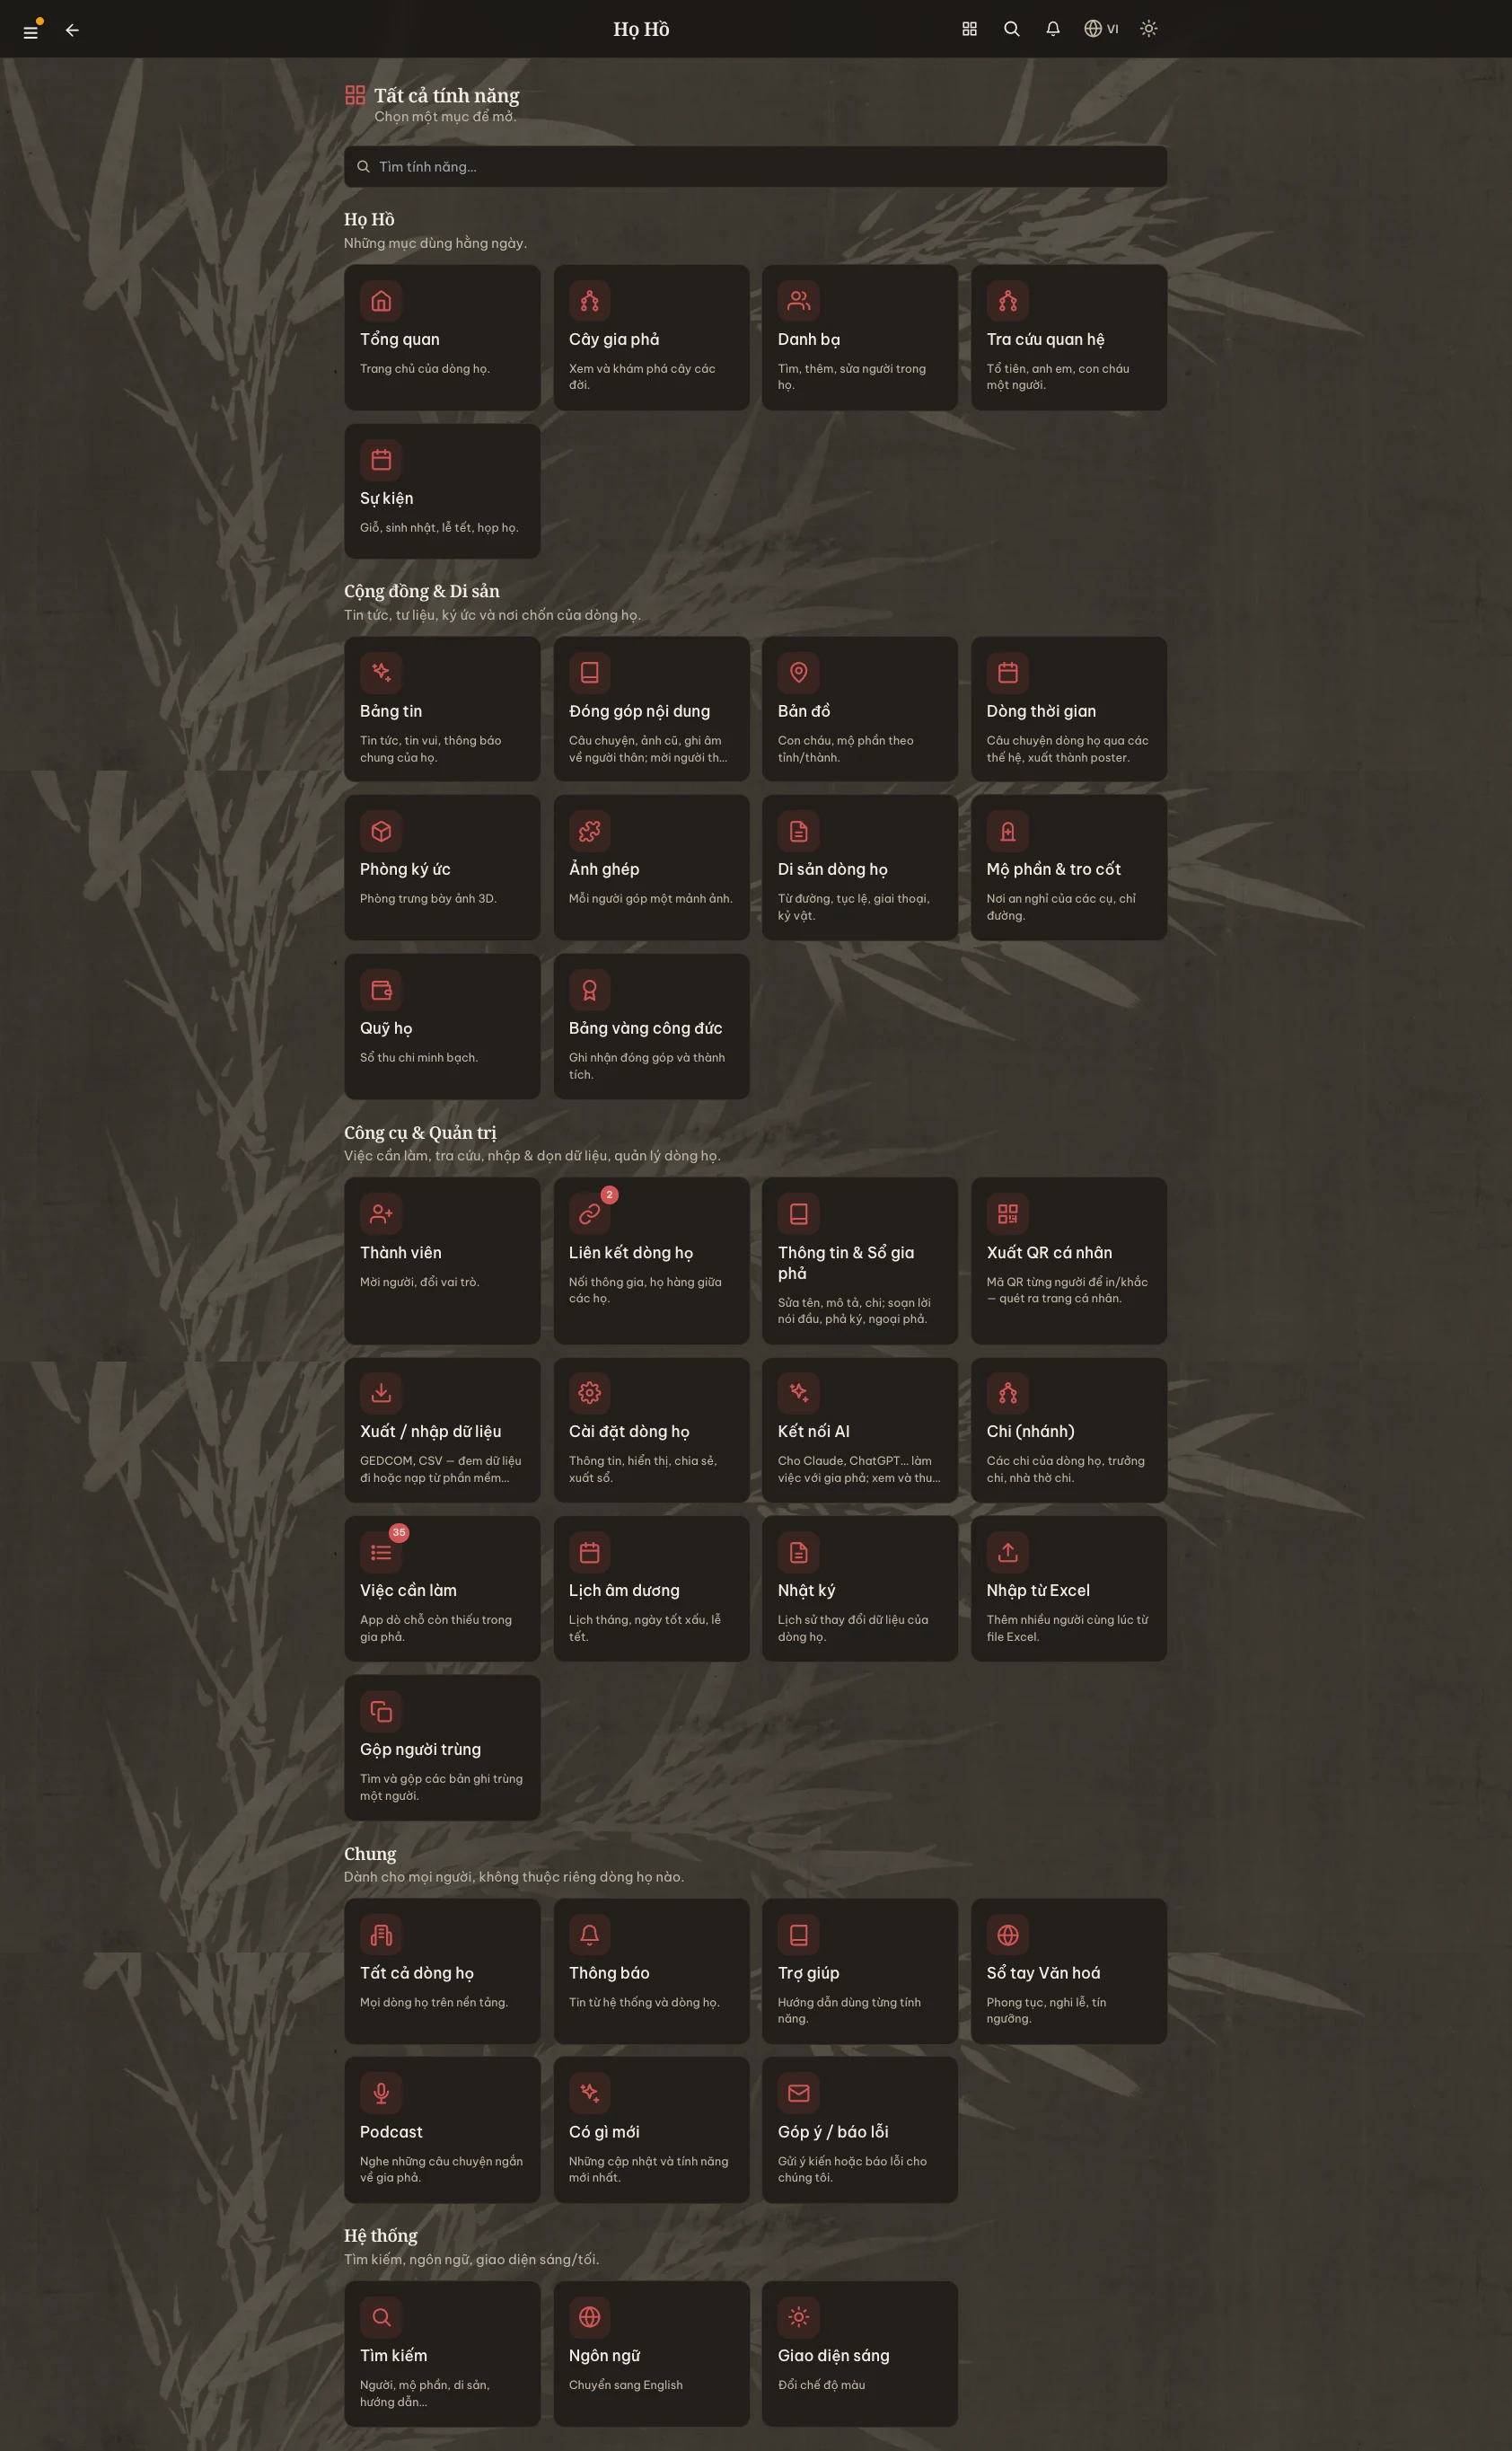 Họ Hồ
VI
Tất cả tính năng
Chọn một mục để mở.
Tìm tính năng...
Họ Hồ
Những mục dùng hằng ngày.
Tổng quan
Trang chủ của dòng họ.
Cây gia phả
Xem và khám phá cây các
đời.
Danh bạ
Tìm, thêm, sửa người trong
họ.
Tra cứu quan hệ
Tổ tiên, anh em, con cháu
một người.
Sự kiện
Giỗ, sinh nhật, lễ tết, họp họ.
Cộng đồng & Di sản
Tin tức, tư liệu, ký ức và nơi chốn của dòng họ.
Bảng tin
Tin tức, tin vui, thông báo
chung của họ.
Đóng góp nội dung
Câu chuyện, ảnh cũ, ghi âm
về người thân; mời người th...
Bản đồ
Con cháu, mộ phần theo
tỉnh/thành.
Dòng thời gian
Câu chuyện dòng họ qua các
thế hệ, xuất thành poster.
Phòng ký ức
Phòng trưng bày ảnh 3D.
Ảnh ghép
Mỗi người góp một mảnh ảnh.
Di sản dòng họ
Từ đường, tục lệ, giai thoại,
kỷ vật.
Mộ phần & tro cốt
Nơi an nghỉ của các cụ, chỉ
đường.
Quỹ họ
Sổ thu chi minh bạch.
Bảng vàng công đức
Ghi nhận đóng góp và thành
tích.
Công cụ & Quản trị
Việc cần làm, tra cứu, nhập & dọn dữ liệu, quản lý dòng họ.
Thành viên
Mời người, đổi vai trò.
2
Liên kết dòng họ
Nối thông gia, họ hàng giữa
các họ.
Thông tin & Sổ gia
phả
Sửa tên, mô tả, chi; soạn lời
nói đầu, phả ký, ngoại phả.
Xuất QR cá nhân
Mã QR từng người để in/khắc
— quét ra trang cá nhân.
Xuất / nhập dữ liệu
GEDCOM, CSV — đem dữ liệu
đi hoặc nạp từ phần mềm...
Cài đặt dòng họ
Thông tin, hiển thị, chia sẻ,
xuất sổ.
Kết nối AI
Cho Claude, ChatGPT... làm
việc với gia phả; xem và thu...
Chi (nhánh)
Các chi của dòng họ, trưởng
chi, nhà thờ chi.
35
Việc cần làm
App dò chỗ còn thiếu trong
gia phả.
Lịch âm dương
Lịch tháng, ngày tốt xấu, lễ
tết.
Nhật ký
Lịch sử thay đổi dữ liệu của
dòng họ.
Nhập từ Excel
Thêm nhiều người cùng lúc từ
file Excel.
Gộp người trùng
Tìm và gộp các bản ghi trùng
một người.
Chung
Dành cho mọi người, không thuộc riêng dòng họ nào.
Tất cả dòng họ
Mọi dòng họ trên nền tảng.
Thông báo
Tin từ hệ thống và dòng họ.
Trợ giúp
Hướng dẫn dùng từng tính
năng.
Sổ tay Văn hoá
Phong tục, nghi lễ, tín
ngưỡng.
Podcast
Nghe những câu chuyện ngắn
về gia phả.
Có gì mới
Những cập nhật và tính năng
mới nhất.
Góp ý / báo lỗi
Gửi ý kiến hoặc báo lỗi cho
chúng tôi.
Hệ thống
Tìm kiếm, ngôn ngữ, giao diện sáng/tối.
Tìm kiếm
Người, mộ phần, di sản,
hướng dẫn...
Ngôn ngữ
Chuyển sang English
Giao diện sáng
Đổi chế độ màu